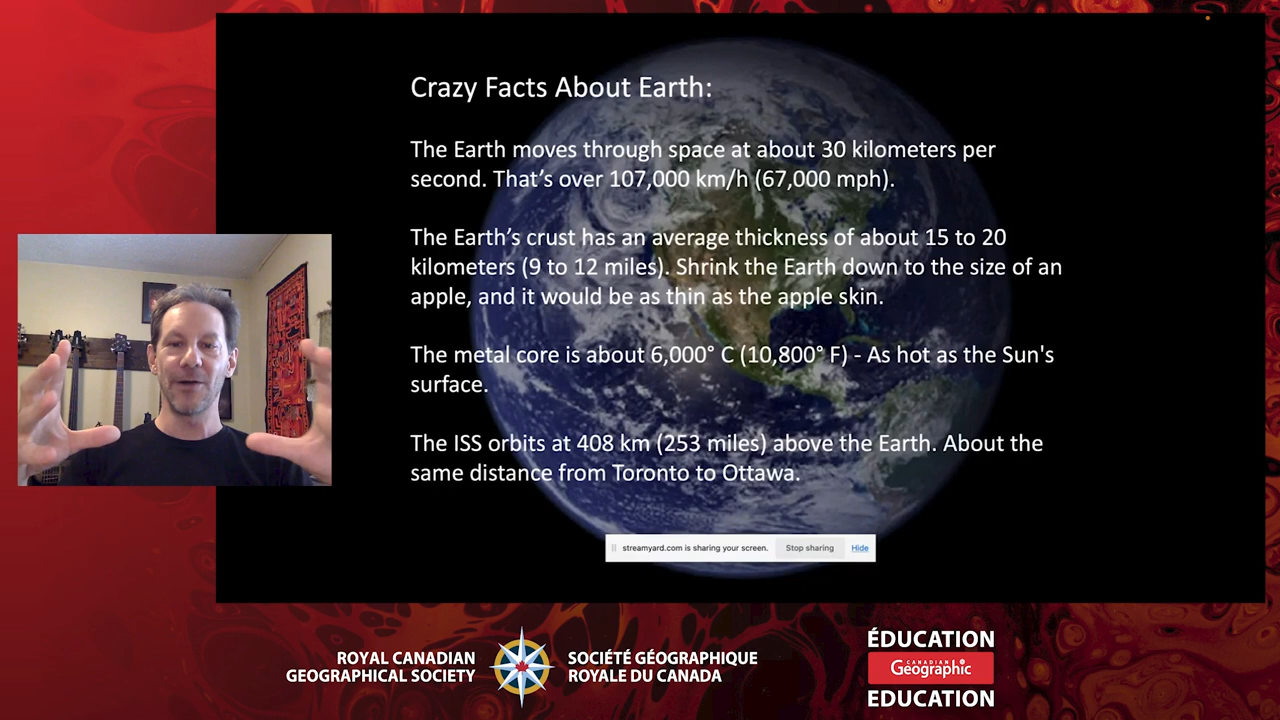 Crazy Facts About Earth:
The Earth moves through space at about 30 kilometers per
second. That's over 107,000 km/h (67,000 mph).
The Earth's crust has an average thickness of about 15 to 20
kilometers (9 to 12 miles). Shrink the Earth down to the size of an
apple, and it would be as thin as the apple skin.
The metal core is about 6,000° C (10,800° F) - As hot as the Sun's
surface.
The ISS orbits at 408 km (253 miles) above the Earth. About the
same distance from Toronto to Ottawa.
streamyard.com is sharing your screen. Stop sharing Hide
ROYAL CANADIAN
GEOGRAPHICAL SOCIETY
SOCIÉTÉ GÉOGRAPHIQUE
ROYALE DU CANADA
ÉDUCATION
CANADIAN
Geographic
EDUCATION